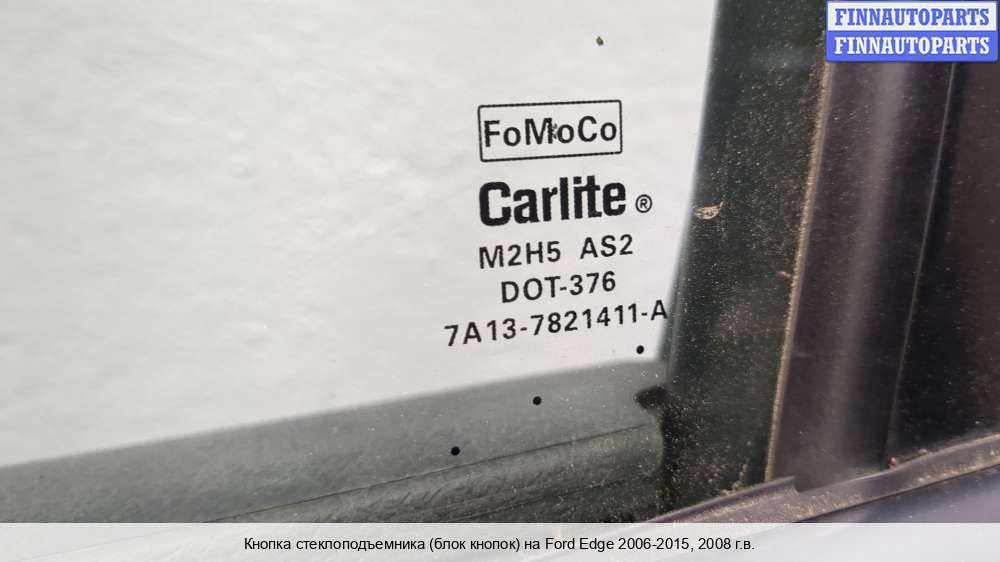 FINNAUTOPARTS
FINNAUTOPARTS
FoMoCo
Carlite®
M2H5 AS2
DOT-376
7A13-7821411-A
Кнопка стеклоподъемника (блок кнопок) на Ford Edge 2006-2015, 2008 г.в.